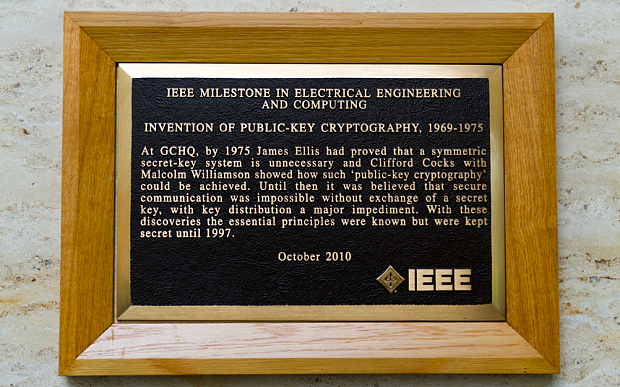 IEEE MILESTONE IN ELECTRICAL ENGINEERING
AND COMPUTING
INVENTION OF PUBLIC-KEY CRYPTOGRAPHY, 1969-1975
At GCHQ, by 1975 James Ellis had proved that a symmetric
secret-key system is unnecessary and Clifford Cocks with
Malcolm Williamson showed how such ‘public-key cryptography’
could be achieved. Until then it was believed that secure
communication was impossible without exchange of a secret
key, with key distribution a major impediment. With these
discoveries the essential principles were known but were kept
secret until 1997.
October 2010
IEEE